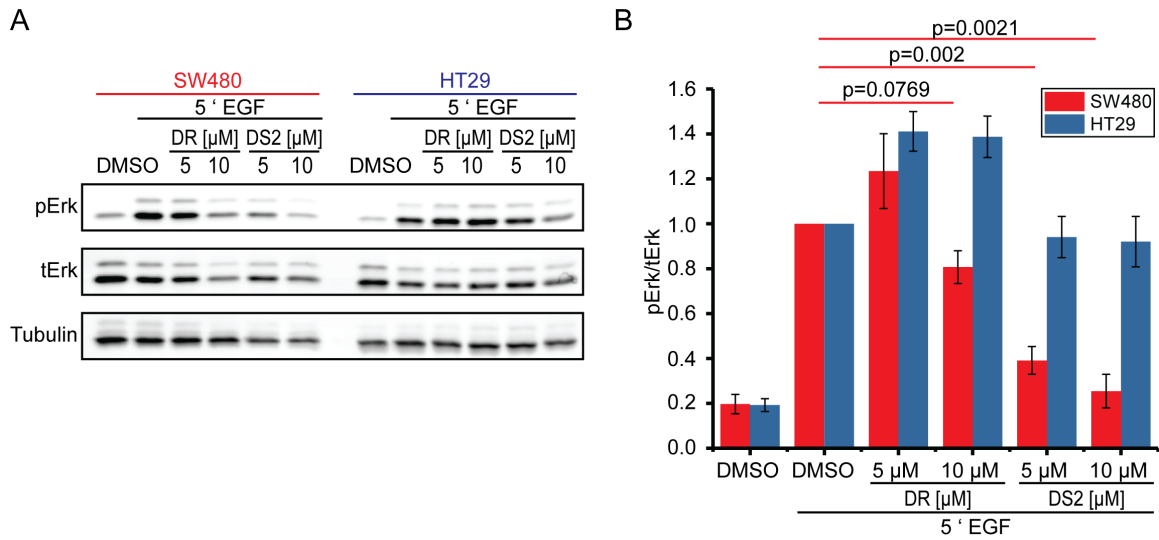 A
SW480 HT29
5 ‘ EGF 5 ‘ EGF
DR [µM] DS2 [µM] DR [µM] DS2 [µM]
DMSO 5 10 5 10 DMSO 5 10 5 10
pErk
tErk
Tubulin
B
p=0.0021
p=0.002
p=0.0769
SW480
HT29
pErk/tErk
1.6
1.4
1.2
1.0
0.8
0.6
0.4
0.2
0.0
DMSO DMSO 5 µM 10 µM 5 µM 10 µM
DR [µM] DS2 [µM]
5 ‘ EGF